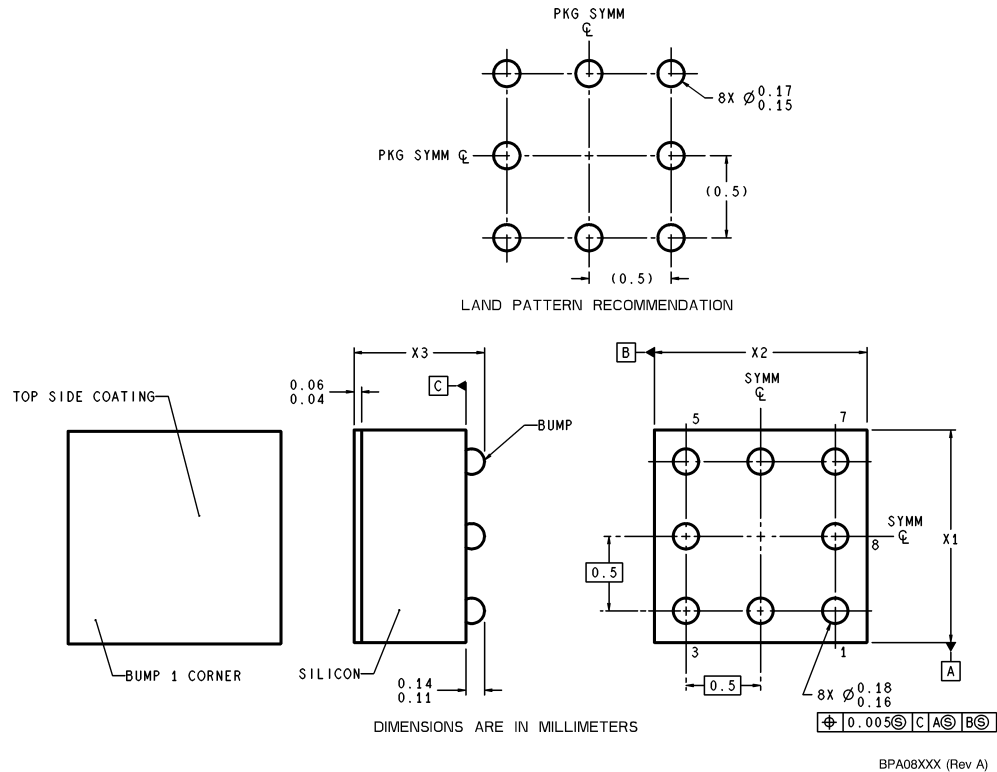 PKG SYMM
℄
8X Ø 0.17
0.15
PKG SYMM ℄
(0.5)
(0.5)
LAND PATTERN RECOMMENDATION
X3
B
X2
0.06
0.04
C
SYMM
℄
TOP SIDE COATING
5
7
BUMP
SYMM
℄
8
X1
0.5
3
1
BUMP 1 CORNER
SILICON
A
0.14
0.11
0.5
8X Ø 0.18
0.16
⌖ 0.005Ⓢ C AⓈ BⓈ
DIMENSIONS ARE IN MILLIMETERS
BPA08XXX (Rev A)